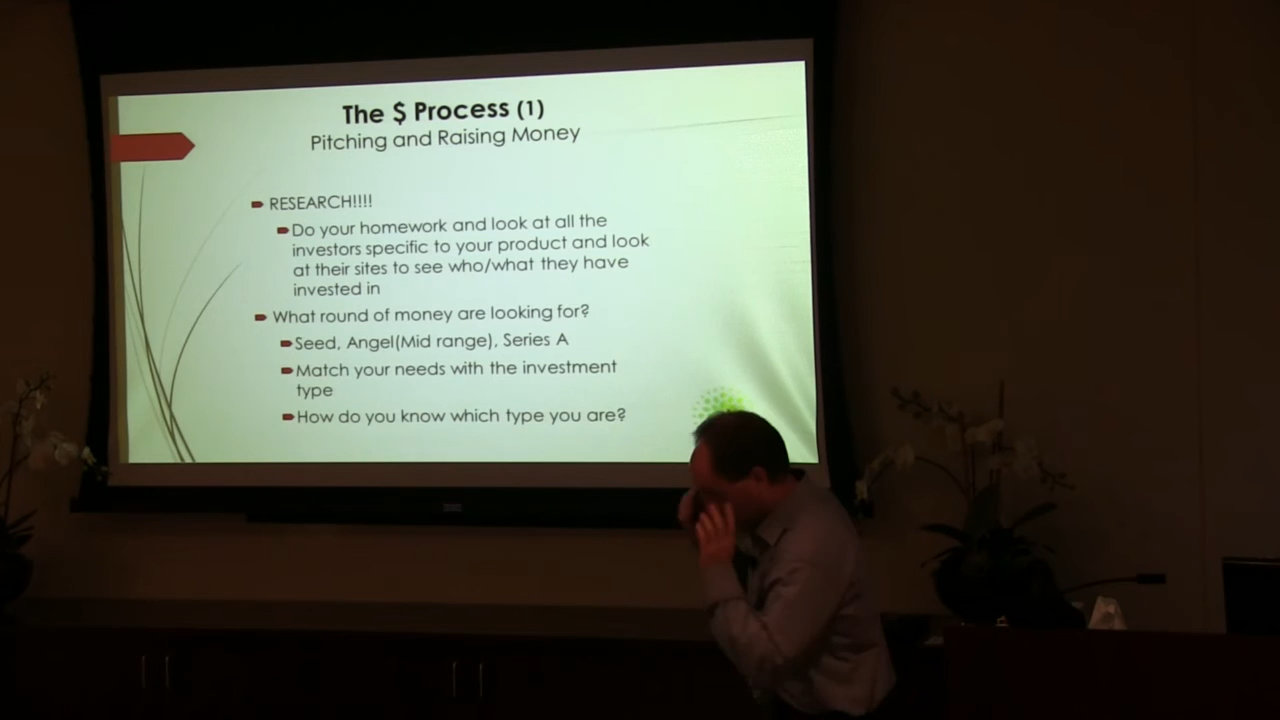 The $ Process (1)
Pitching and Raising Money
RESEARCH!!!!
Do your homework and look at all the
investors specific to your product and look
at their sites to see who/what they have
invested in
What round of money are looking for?
Seed, Angel(Mid range), Series A
Match your needs with the investment
type
How do you know which type you are?